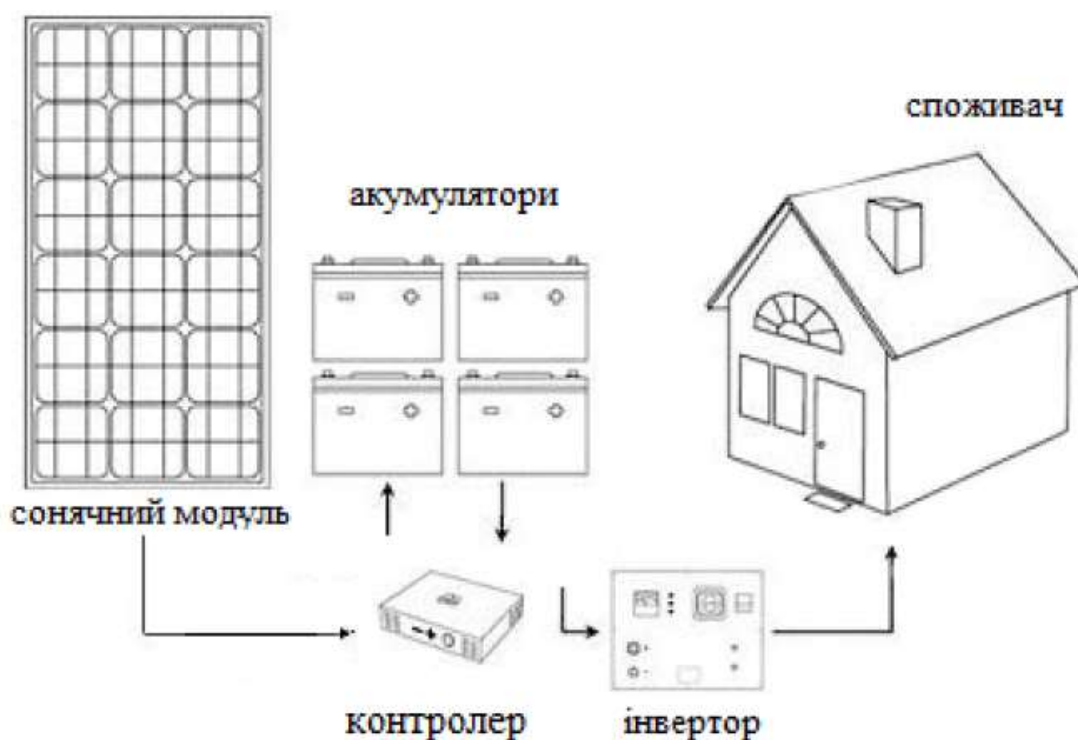 споживач
акумулятори
сонячний модуль
контролер
інвертор